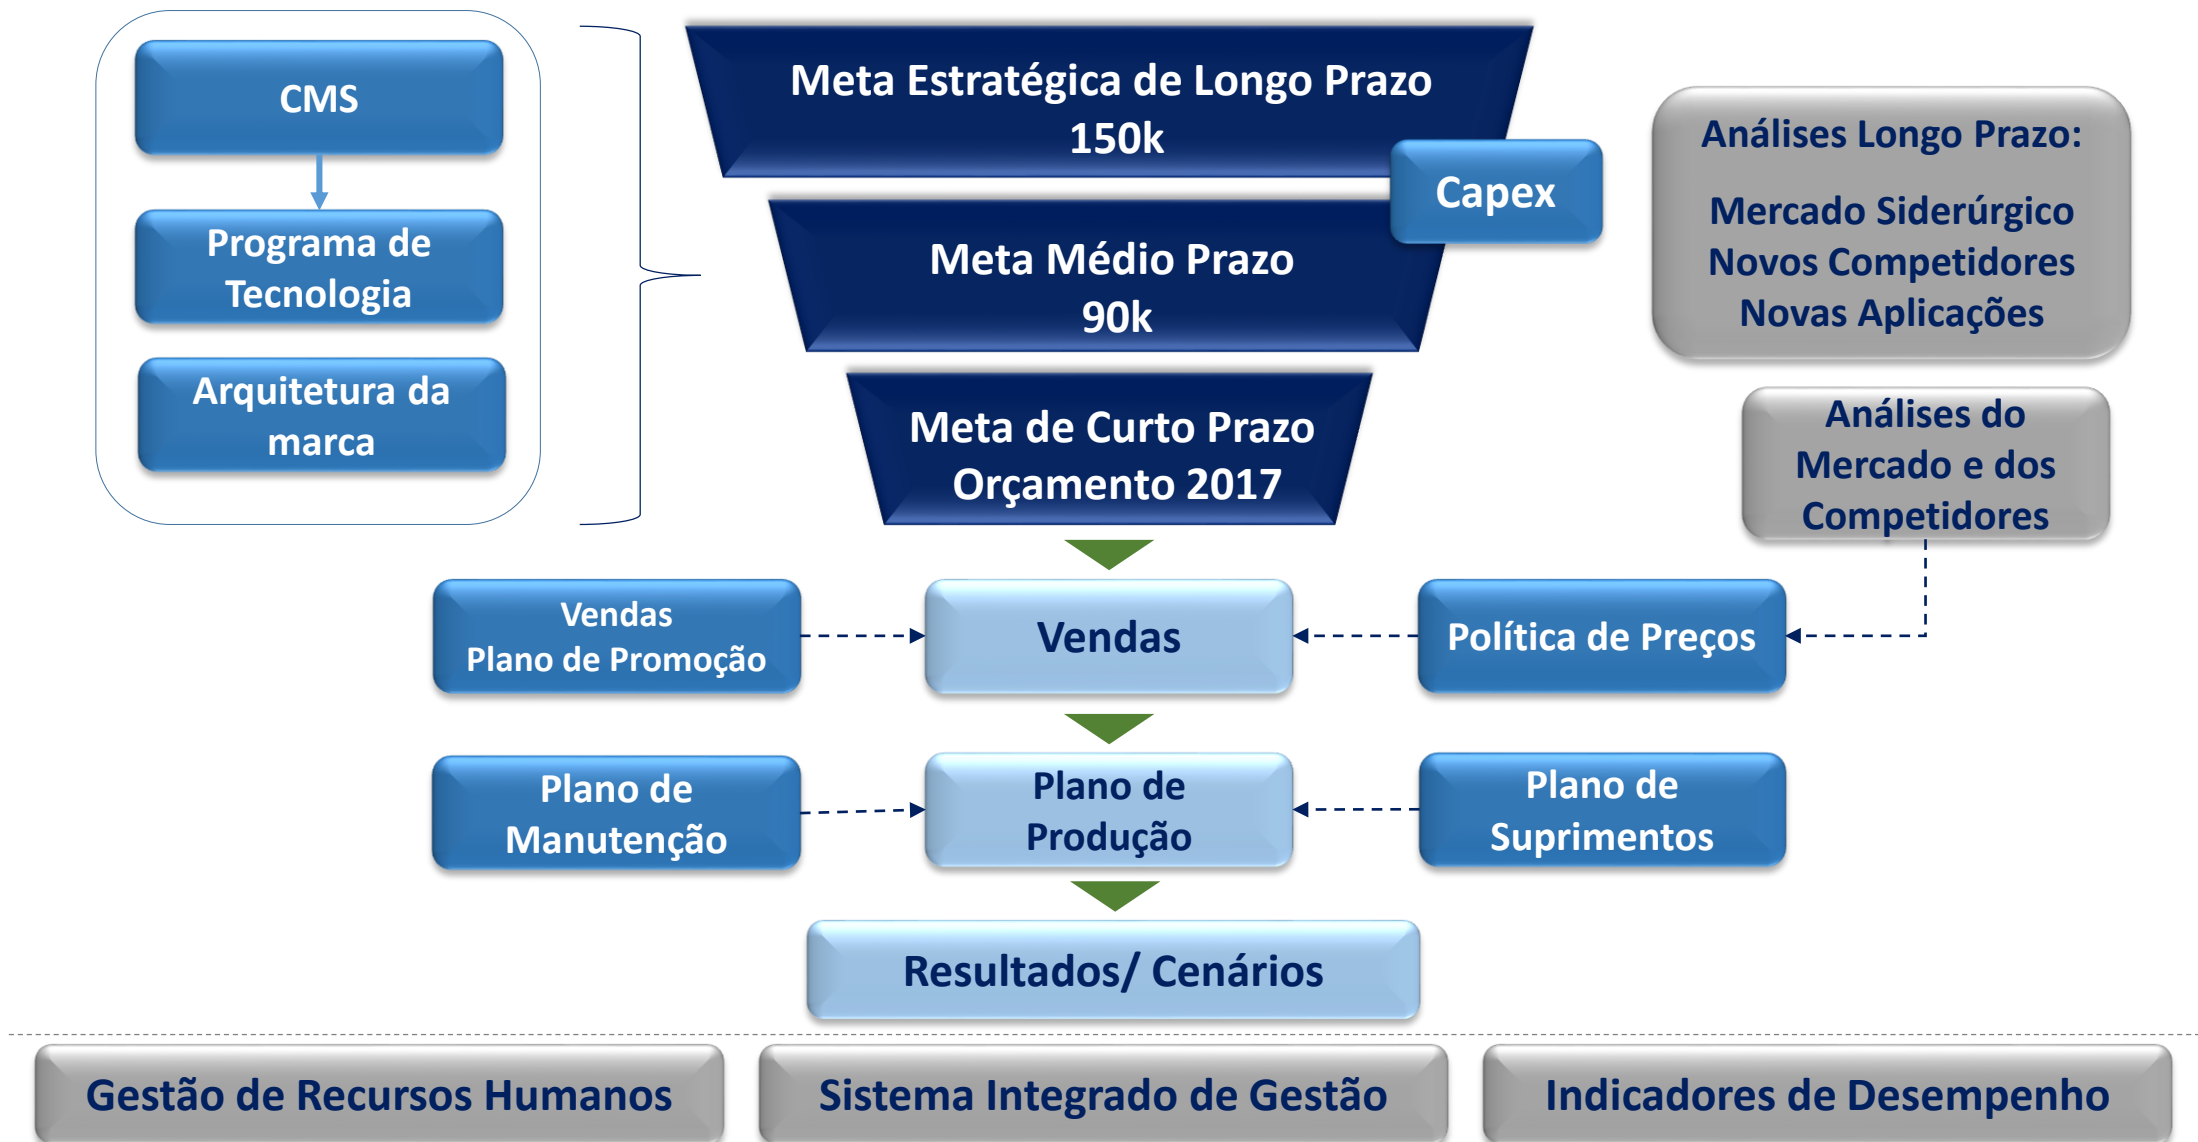 CMS
Programa de
Tecnologia
Arquitetura da
marca
Meta Estratégica de Longo Prazo
150k
Capex
Meta Médio Prazo
90k
Meta de Curto Prazo
Orçamento 2017
Análises Longo Prazo:
Mercado Siderúrgico
Novos Competidores
Novas Aplicações
Análises do
Mercado e dos
Competidores
Vendas
Plano de Promoção
Vendas
Política de Preços
Plano de
Manutenção
Plano de
Produção
Plano de
Suprimentos
Resultados/ Cenários
Gestão de Recursos Humanos
Sistema Integrado de Gestão
Indicadores de Desempenho